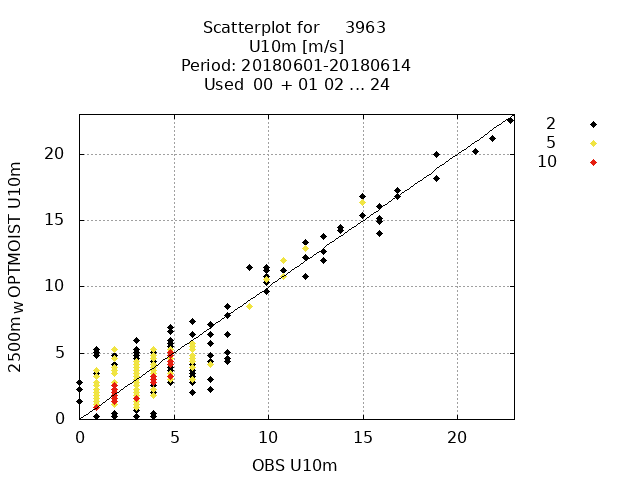 Scatterplot for 3963
U10m [m/s]
Period: 20180601-20180614
Used 00 + 01 02 ... 24
2
5
10
2500mw OPTMOIST U10m
20
15
10
5
0
0 5 10 15 20
OBS U10m